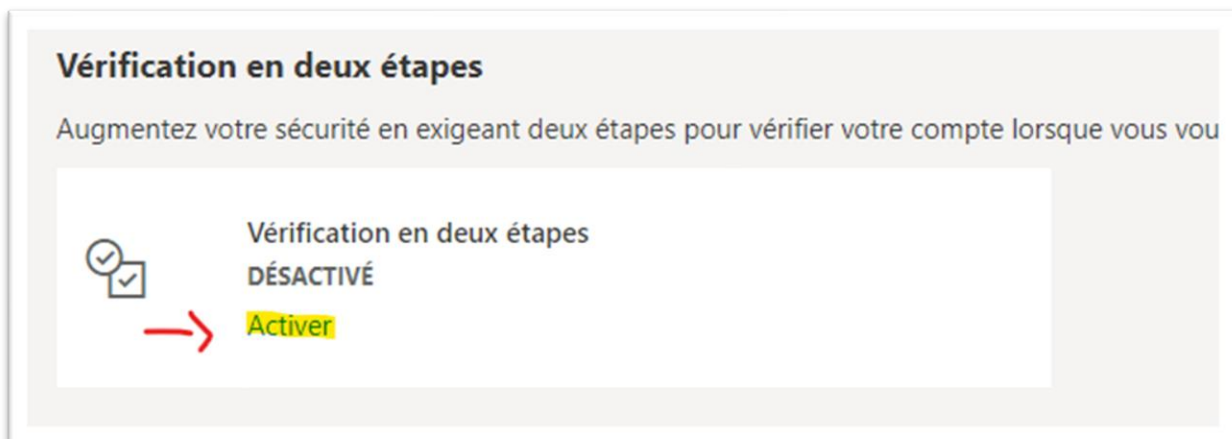 Vérification en deux étapes
Augmentez votre sécurité en exigeant deux étapes pour vérifier votre compte lorsque vous vou
Vérification en deux étapes
DÉSACTIVÉ
Activer